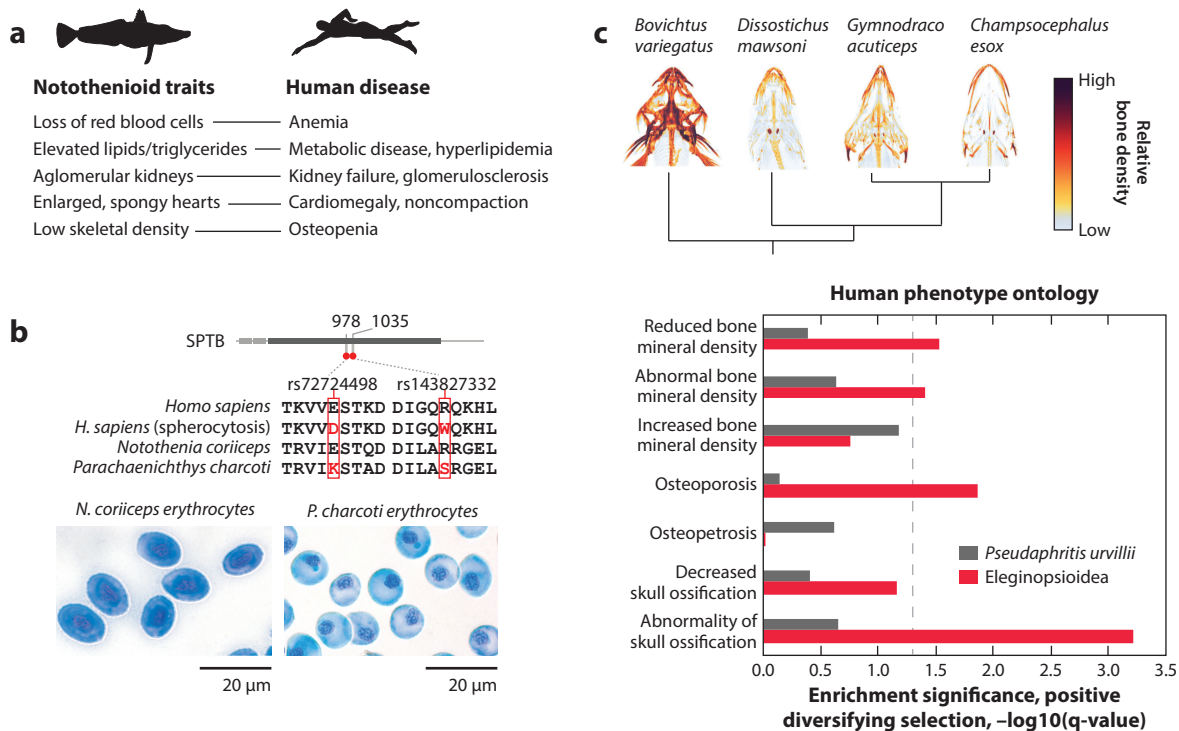 a
Notothenioid traits
Human disease
Loss of red blood cells
Anemia
Elevated lipids/triglycerides
Metabolic disease, hyperlipidemia
Aglomerular kidneys
Kidney failure, glomerulosclerosis
Enlarged, spongy hearts
Cardiomegaly, noncompaction
Low skeletal density
Osteopenia
b
978
1035
SPTB
rs72724498
rs143827332
Homo sapiens
TKVVESTKD DIGQRQKHL
H. sapiens (spherocytosis)
TKVVDSTKD DIGQWQKHL
Notothenia coriiceps
TRVIESTQD DILARRGEL
Parachaenichthys charcoti
TRVIKSTAD DILASRGEL
N. coriiceps erythrocytes
P. charcoti erythrocytes
20 µm
20 µm
c
Bovichtus
variegatus
Dissostichus
mawsoni
Gymnodraco
acuticeps
Champsocephalus
esox
High
Low
Relative
bone density
Human phenotype ontology
Reduced bone
mineral density
Abnormal bone
mineral density
Increased bone
mineral density
Osteoporosis
Osteopetrosis
Decreased
skull ossification
Abnormality of
skull ossification
Pseudaphritis urvillii
Eleginopsioidea
0.0 0.5 1.0 1.5 2.0 2.5 3.0 3.5
Enrichment significance, positive
diversifying selection, –log10(q-value)